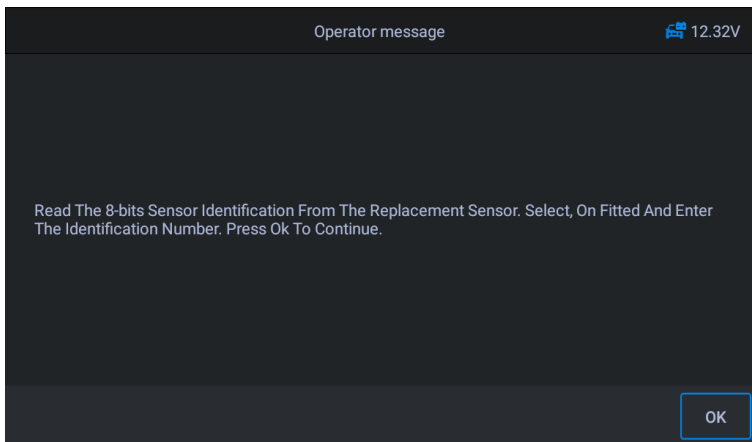 Operator message
12.32V
Read The 8-bits Sensor Identification From The Replacement Sensor. Select, On Fitted And Enter
The Identification Number. Press Ok To Continue.
OK